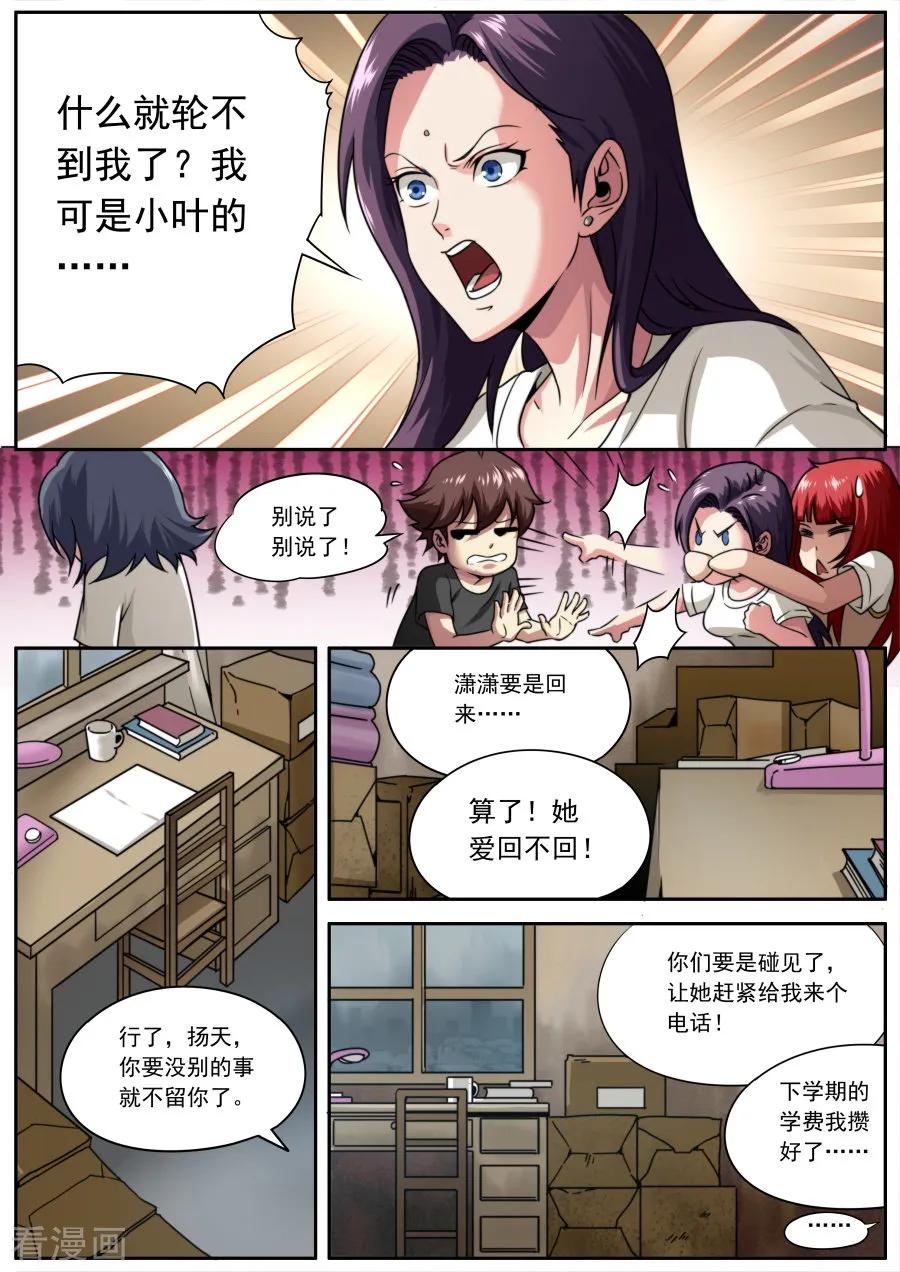 什么就轮不
到我了？我
可是小叶的
……
别说了
别说了！
行了，扬天，
你要没别的事
就不留你了。
潇潇要是回
来……
算了！她
爱回不回！
你们要是碰见了，
让她赶紧给我来个
电话！
下学期的
学费我攒
好了……
……
看漫画